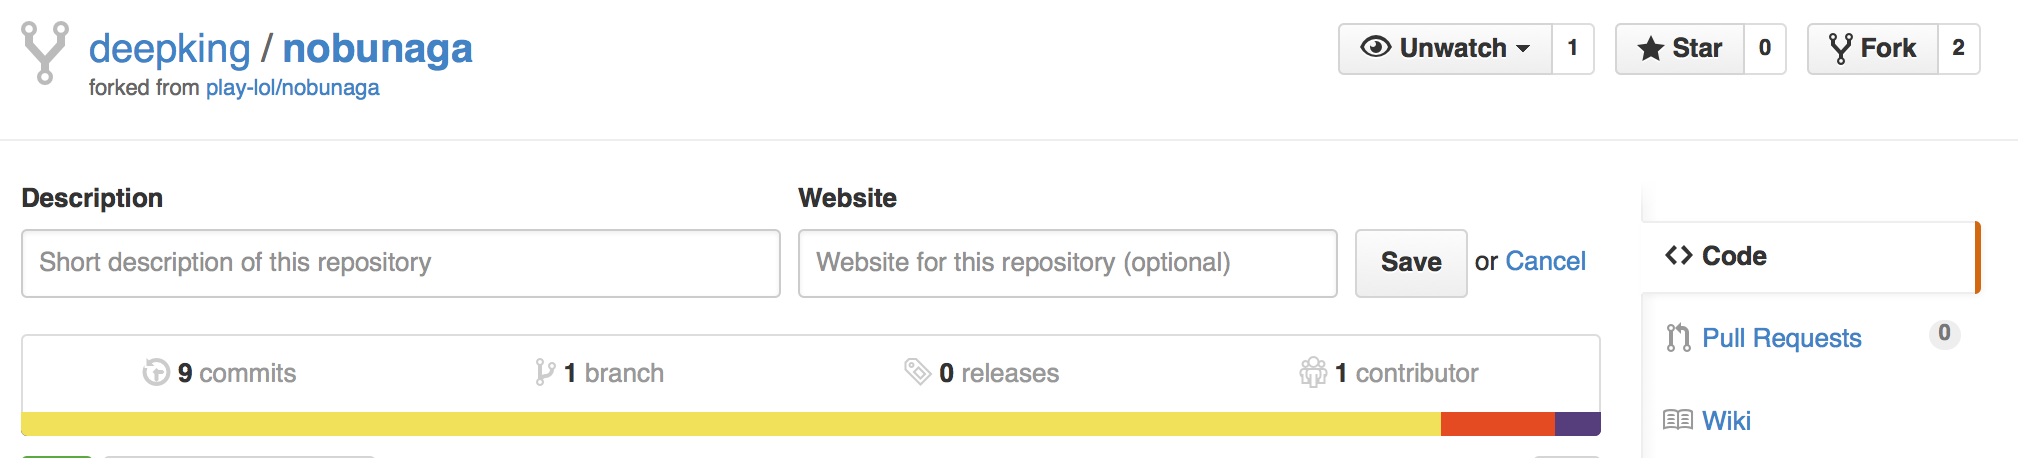 deepking / nobunaga
forked from play-lol/nobunaga
Unwatch 1
Star 0
Fork 2
Description
Website
Short description of this repository
Website for this repository (optional)
Save or Cancel
9 commits
1 branch
0 releases
1 contributor
Code
Pull Requests 0
Wiki